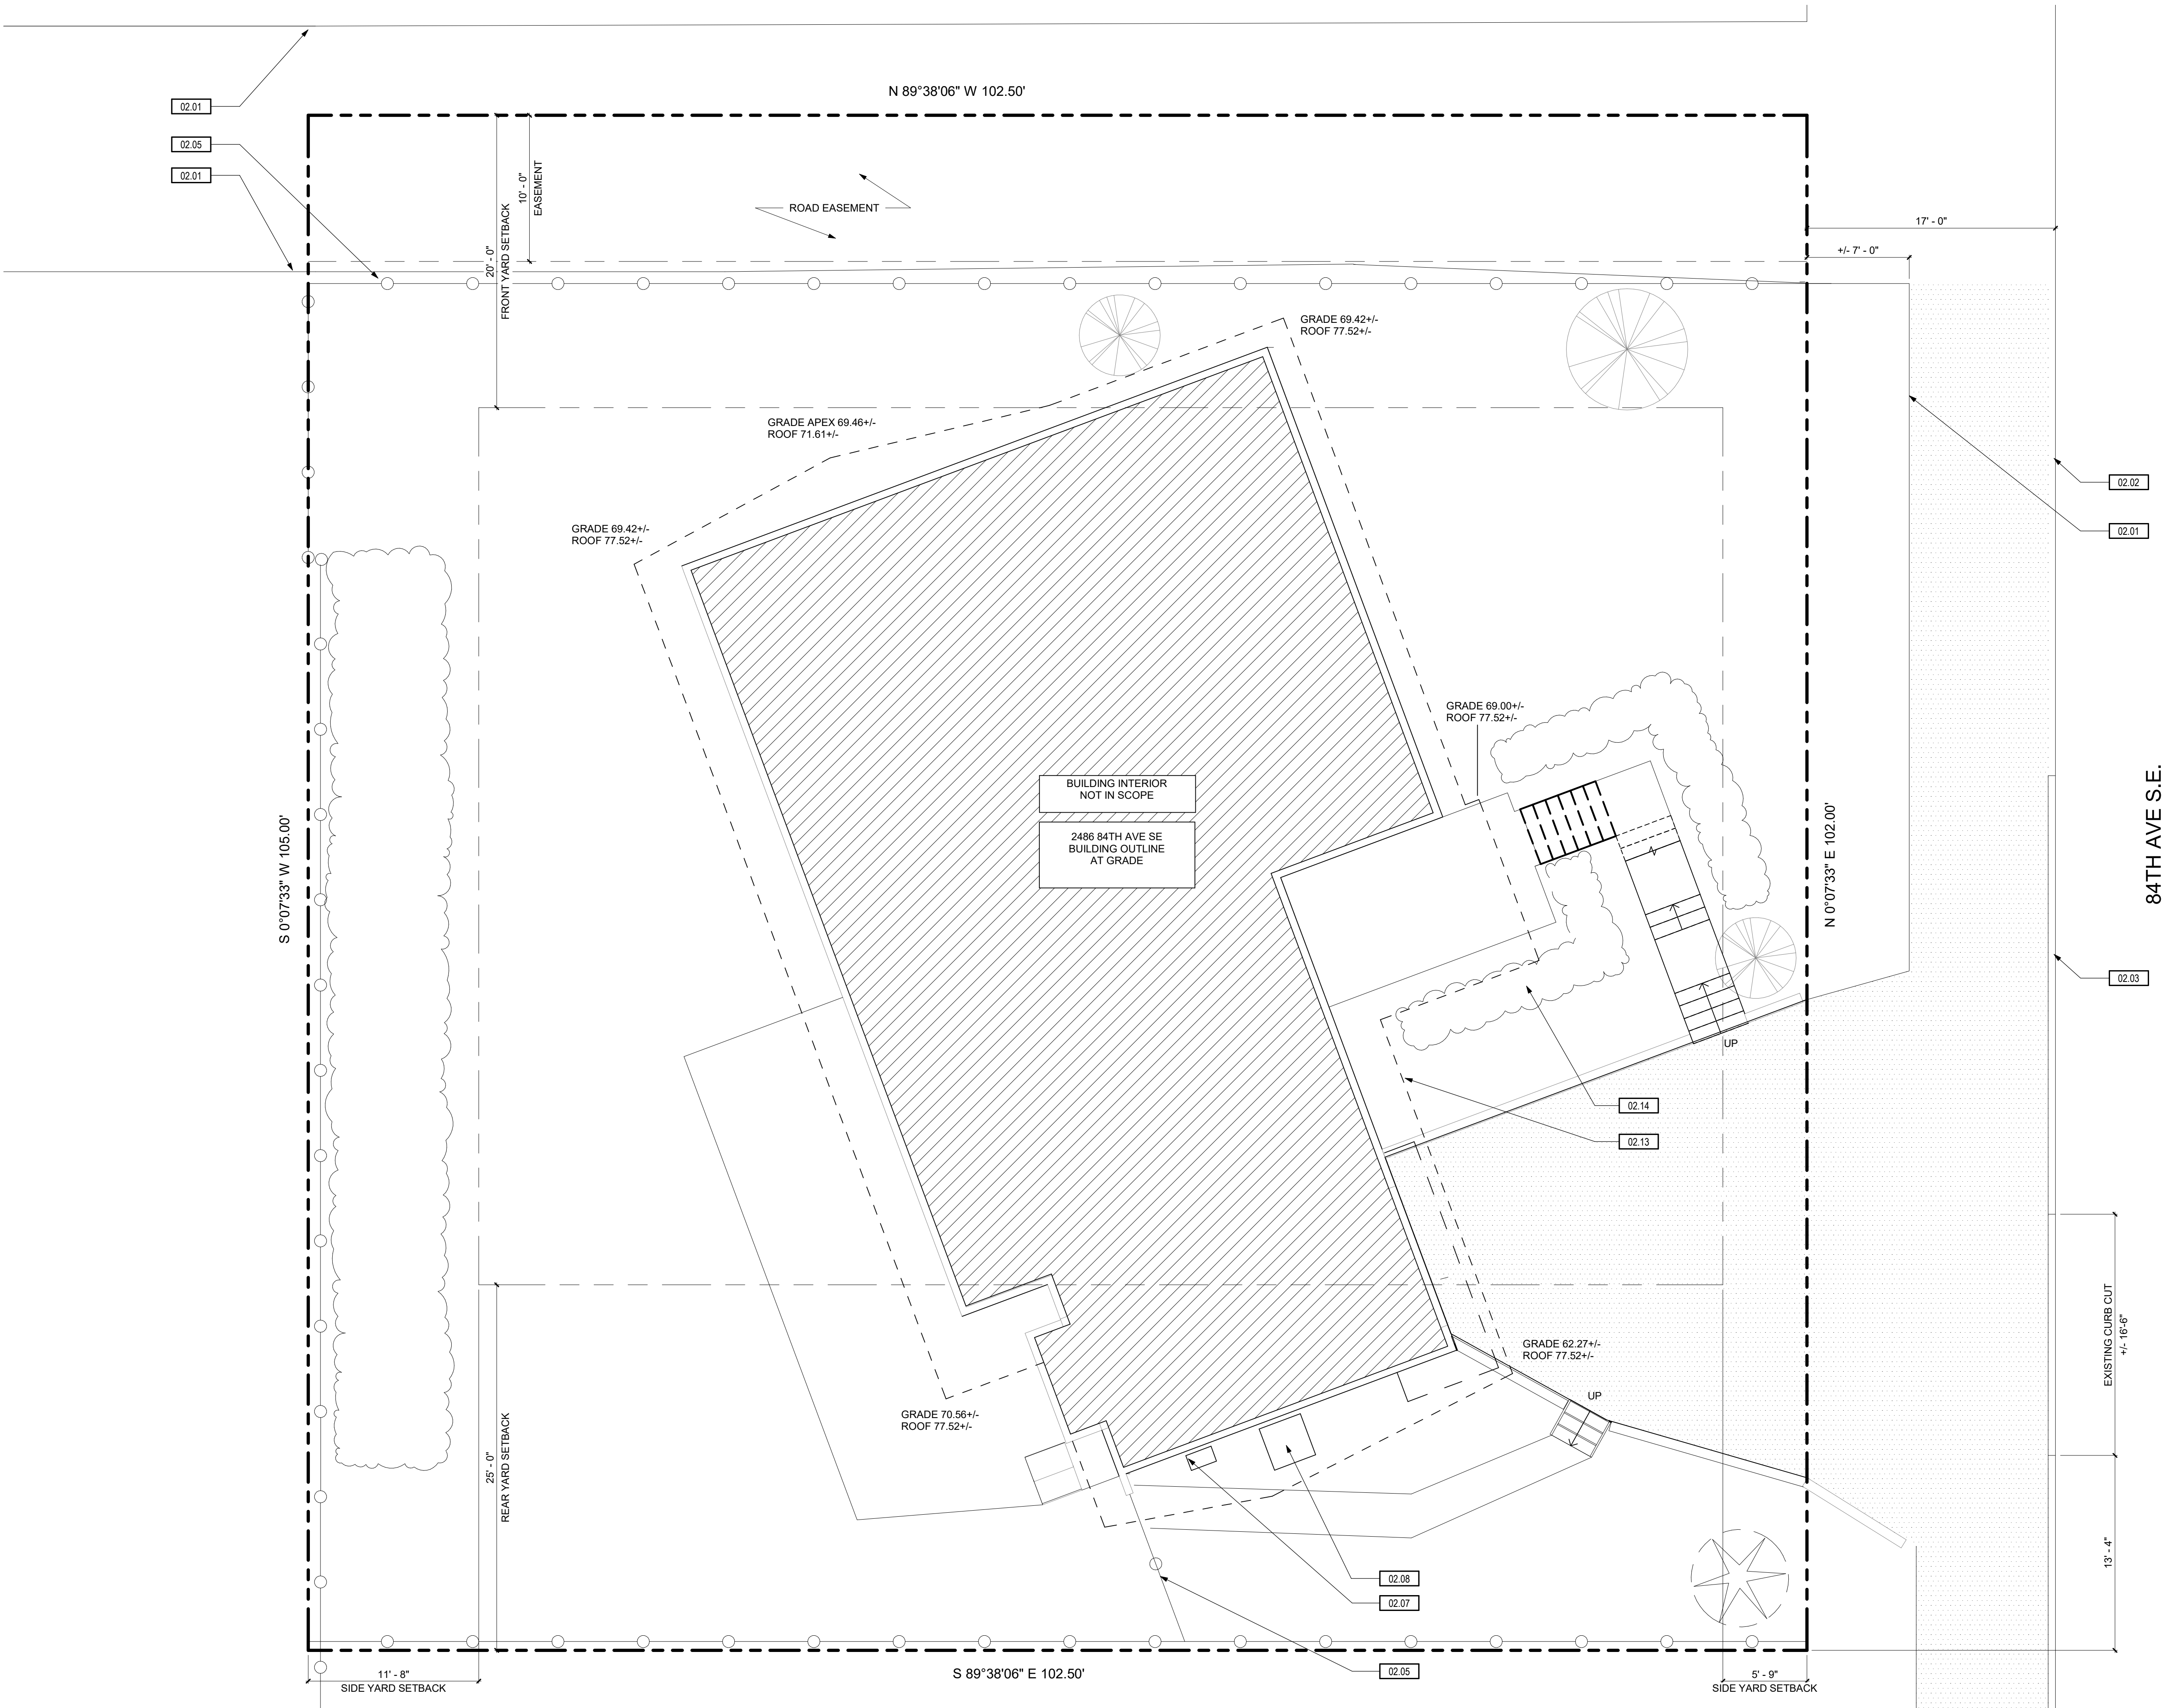 N 89°38'06" W 102.50'
02.01
02.05
02.01
10' - 0"
EASEMENT
20' - 0"
FRONT YARD SETBACK
ROAD EASEMENT
17' - 0"
+/- 7' - 0"
GRADE 69.42+/-
ROOF 77.52+/-
GRADE APEX 69.46+/-
ROOF 71.61+/-
GRADE 69.42+/-
ROOF 77.52+/-
02.02
02.01
GRADE 69.00+/-
ROOF 77.52+/-
BUILDING INTERIOR
NOT IN SCOPE
2486 84TH AVE SE
BUILDING OUTLINE
AT GRADE
S 0°07'33" W 105.00'
N 0°07'33" E 102.00'
84TH AVE S.E.
02.03
UP
02.14
02.13
GRADE 62.27+/-
ROOF 77.52+/-
EXISTING CURB CUT
+/- 16'-6"
UP
GRADE 70.56+/-
ROOF 77.52+/-
25' - 0"
REAR YARD SETBACK
13' - 4"
02.08
02.07
02.05
11' - 8"
SIDE YARD SETBACK
S 89°38'06" E 102.50'
5' - 9"
SIDE YARD SETBACK